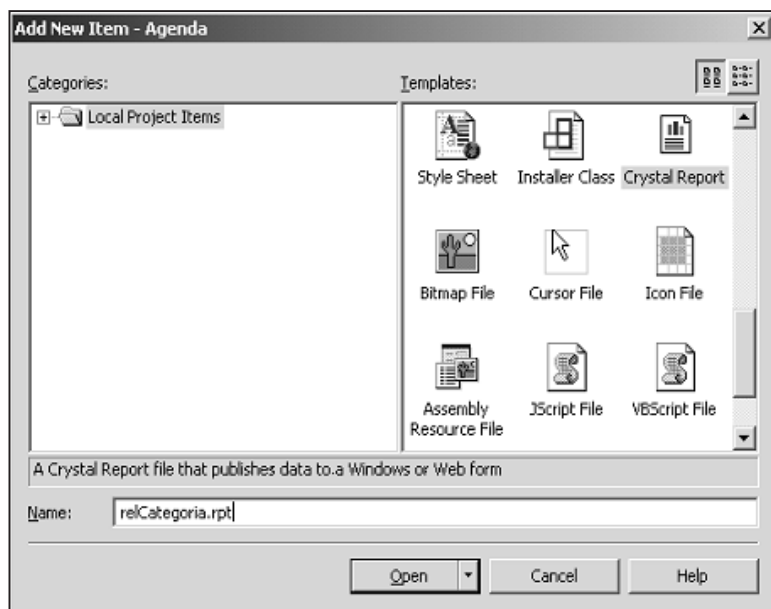 Add New Item - Agenda
Categories:
Templates:
Local Project Items
Style Sheet
Installer Class
Crystal Report
Bitmap File
Cursor File
Icon File
Assembly
Resource File
JScript File
VBScript File
A Crystal Report file that publishes data to.a Windows or Web form
Name:
relCategoria.rpt
Open
Cancel
Help